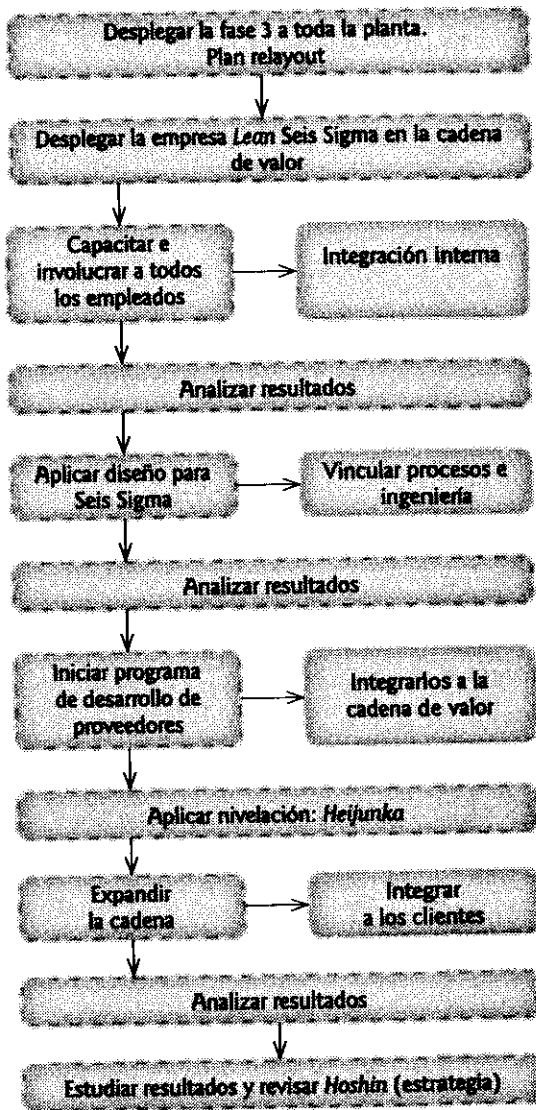 Desplegar la fase 3 a toda la planta.
Plan relayout
Desplegar la empresa Lean Seis Sigma en la cadena
de valor
Capacitar e
involucrar a todos
los empleados
Integración interna
Analizar resultados
Aplicar diseño para
Seis Sigma
Vincular procesos e
ingeniería
Analizar resultados
Iniciar programa
de desarrollo de
proveedores
Integrarlos a la
cadena de valor
Aplicar nivelación: Heijunka
Expandir
la cadena
Integrar
a los clientes
Analizar resultados
Estudiar resultados y revisar Hoshin (estrategia)